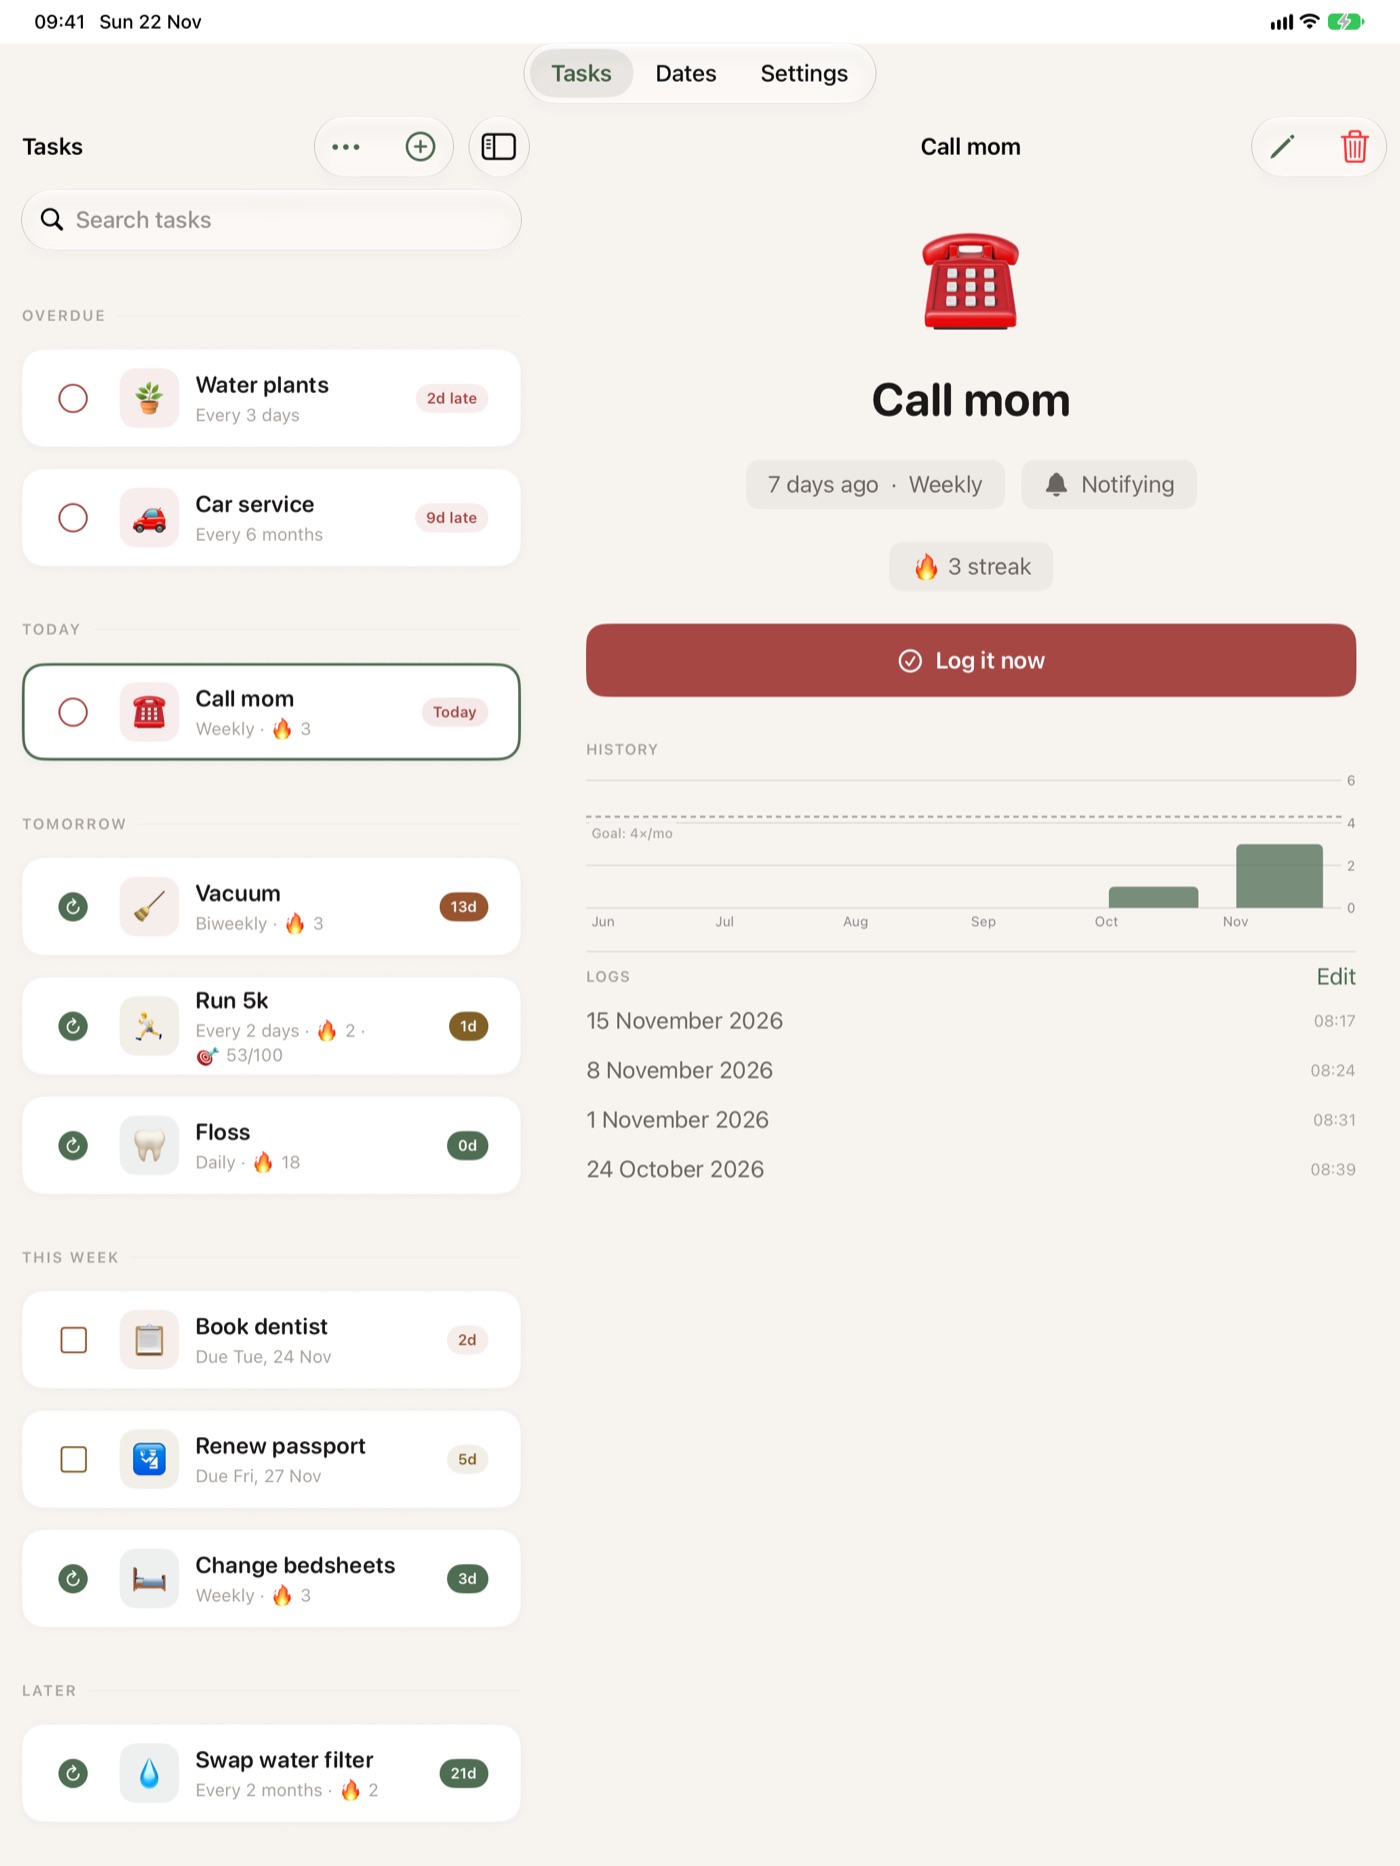 09:41 Sun 22 Nov
Tasks Dates Settings
Tasks
Search tasks
OVERDUE
Water plants
Every 3 days
2d late
Car service
Every 6 months
9d late
TODAY
Call mom
Weekly · 🔥 3
Today
TOMORROW
Vacuum
Biweekly · 🔥 3
13d
Run 5k
Every 2 days · 🔥 2 ·
🎯 53/100
1d
Floss
Daily · 🔥 18
0d
THIS WEEK
Book dentist
Due Tue, 24 Nov
2d
Renew passport
Due Fri, 27 Nov
5d
Change bedsheets
Weekly · 🔥 3
3d
LATER
Swap water filter
Every 2 months · 🔥 2
21d
Call mom
Call mom
7 days ago · Weekly
Notifying
🔥 3 streak
Log it now
HISTORY
6
4
Goal: 4×/mo
2
0
Jun Jul Aug Sep Oct Nov
LOGS Edit
15 November 2026 08:17
8 November 2026 08:24
1 November 2026 08:31
24 October 2026 08:39